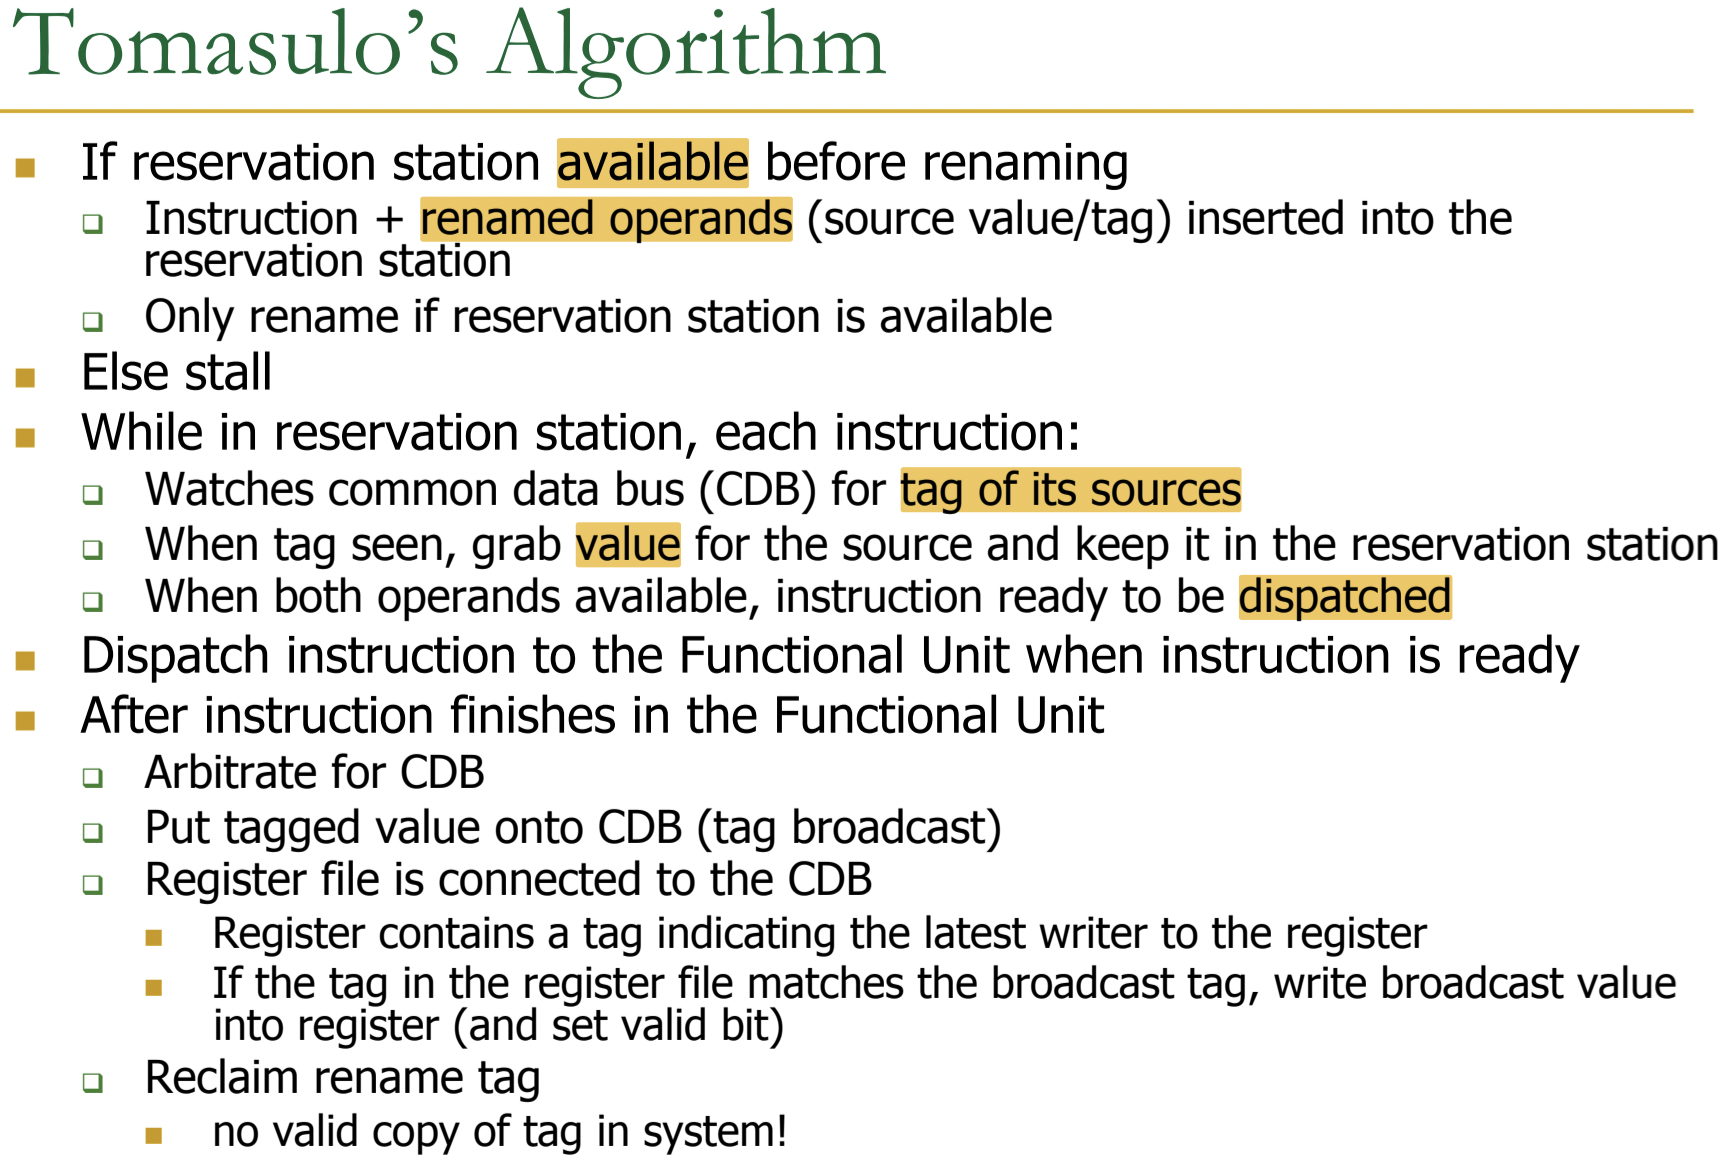 Tomasulo's Algorithm
If reservation station available before renaming
Instruction + renamed operands (source value/tag) inserted into the
reservation station
Only rename if reservation station is available
Else stall
While in reservation station, each instruction:
Watches common data bus (CDB) for tag of its sources
When tag seen, grab value for the source and keep it in the reservation station
When both operands available, instruction ready to be dispatched
Dispatch instruction to the Functional Unit when instruction is ready
After instruction finishes in the Functional Unit
Arbitrate for CDB
Put tagged value onto CDB (tag broadcast)
Register file is connected to the CDB
Register contains a tag indicating the latest writer to the register
If the tag in the register file matches the broadcast tag, write broadcast value
into register (and set valid bit)
Reclaim rename tag
no valid copy of tag in system!